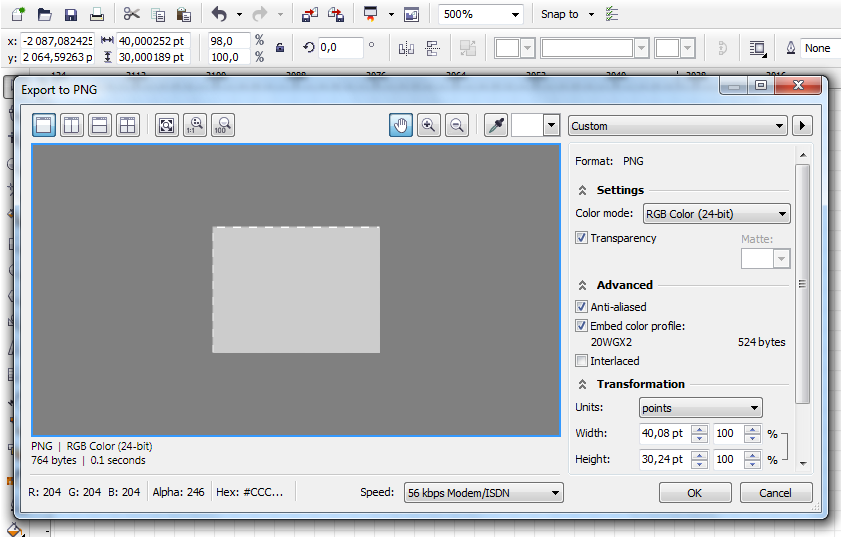 500%
Snap to
x: -2 087,082425 40,000252 pt 98,0 %
y: 2 064,59263 pt 30,000189 pt 100,0 %
0,0 °
None
Export to PNG
1:1
100
Custom
Format: PNG
Settings
Color mode: RGB Color (24-bit)
Transparency
Matte:
Advanced
Anti-aliased
Embed color profile:
20WGX2 524 bytes
Interlaced
Transformation
Units: points
Width: 40,08 pt 100 %
Height: 30,24 pt 100 %
PNG | RGB Color (24-bit)
764 bytes | 0.1 seconds
R: 204 G: 204 B: 204 Alpha: 246 Hex: #CCC...
Speed: 56 kbps Modem/ISDN
OK
Cancel